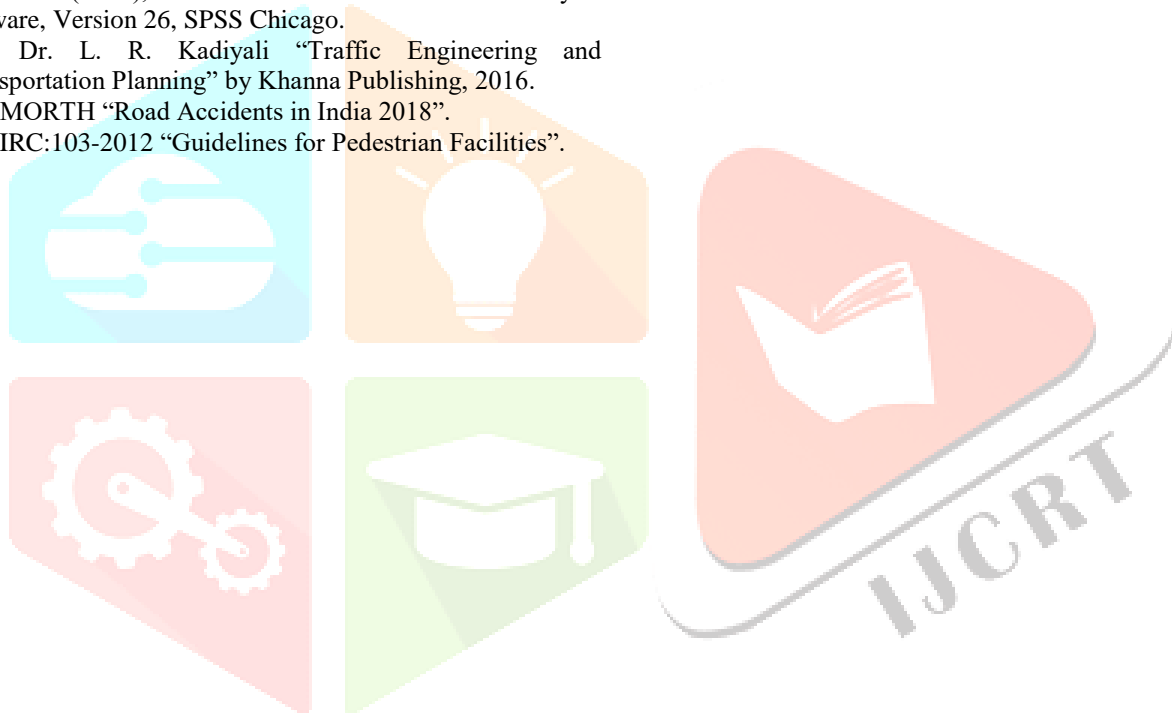 ware, Version 26, SPSS Chicago.
Dr. L. R. Kadiyali “Traffic Engineering and
sportation Planning” by Khanna Publishing, 2016.
MORTH “Road Accidents in India 2018”.
IRC:103-2012 “Guidelines for Pedestrian Facilities”.
IJCRT